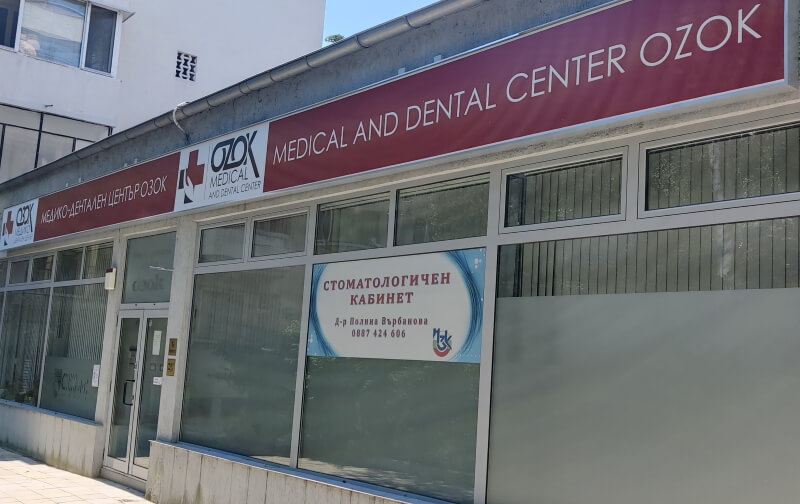 MEDICAL AND DENTAL CENTER OZOK
OZOK
MEDICAL
AND DENTAL CENTER
МЕДИКО-ДЕНТАЛЕН ЦЕНТЪР ОЗОК
СТОМАТОЛОГИЧЕН
КАБИНЕТ
Д-р Полина Върбанова
0887 424 606